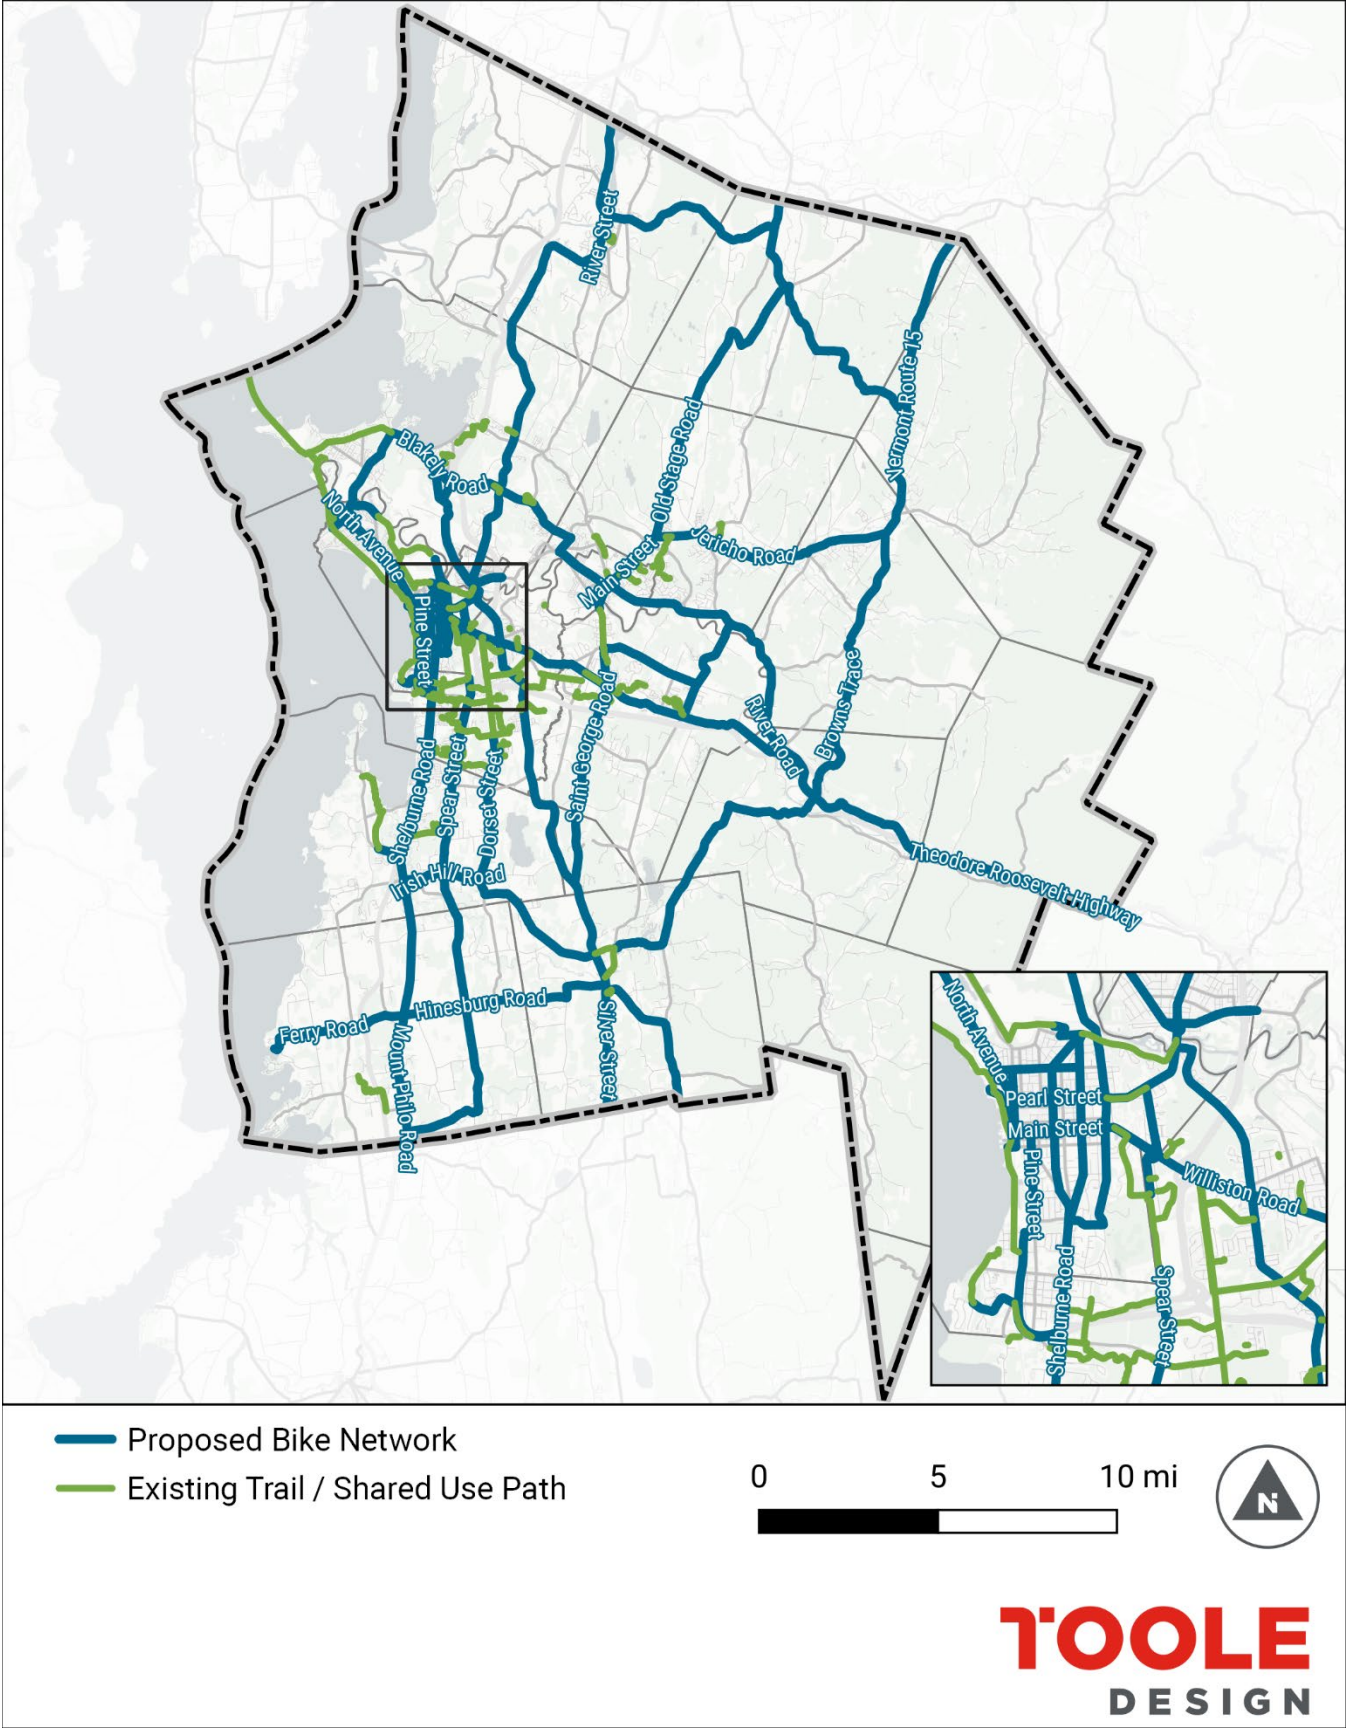 River Street
Vermont Route 15
Old Stage Road
Blakely Road
North Avenue
Jericho Road
Main Street
Pine Street
Browns Trace
Saint George Road
River Road
Shelburne Road
Spear Street
Dorset Street
Irish Hill Road
Theodore Roosevelt Highway
Hinesburg Road
Ferry Road
Silver Street
Mount Philo Road
North Avenue
Pearl Street
Main Street
Pine Street
Williston Road
Shelburne Road
Spear Street
Proposed Bike Network
Existing Trail / Shared Use Path
0 5 10 mi
N
TOOLE
DESIGN